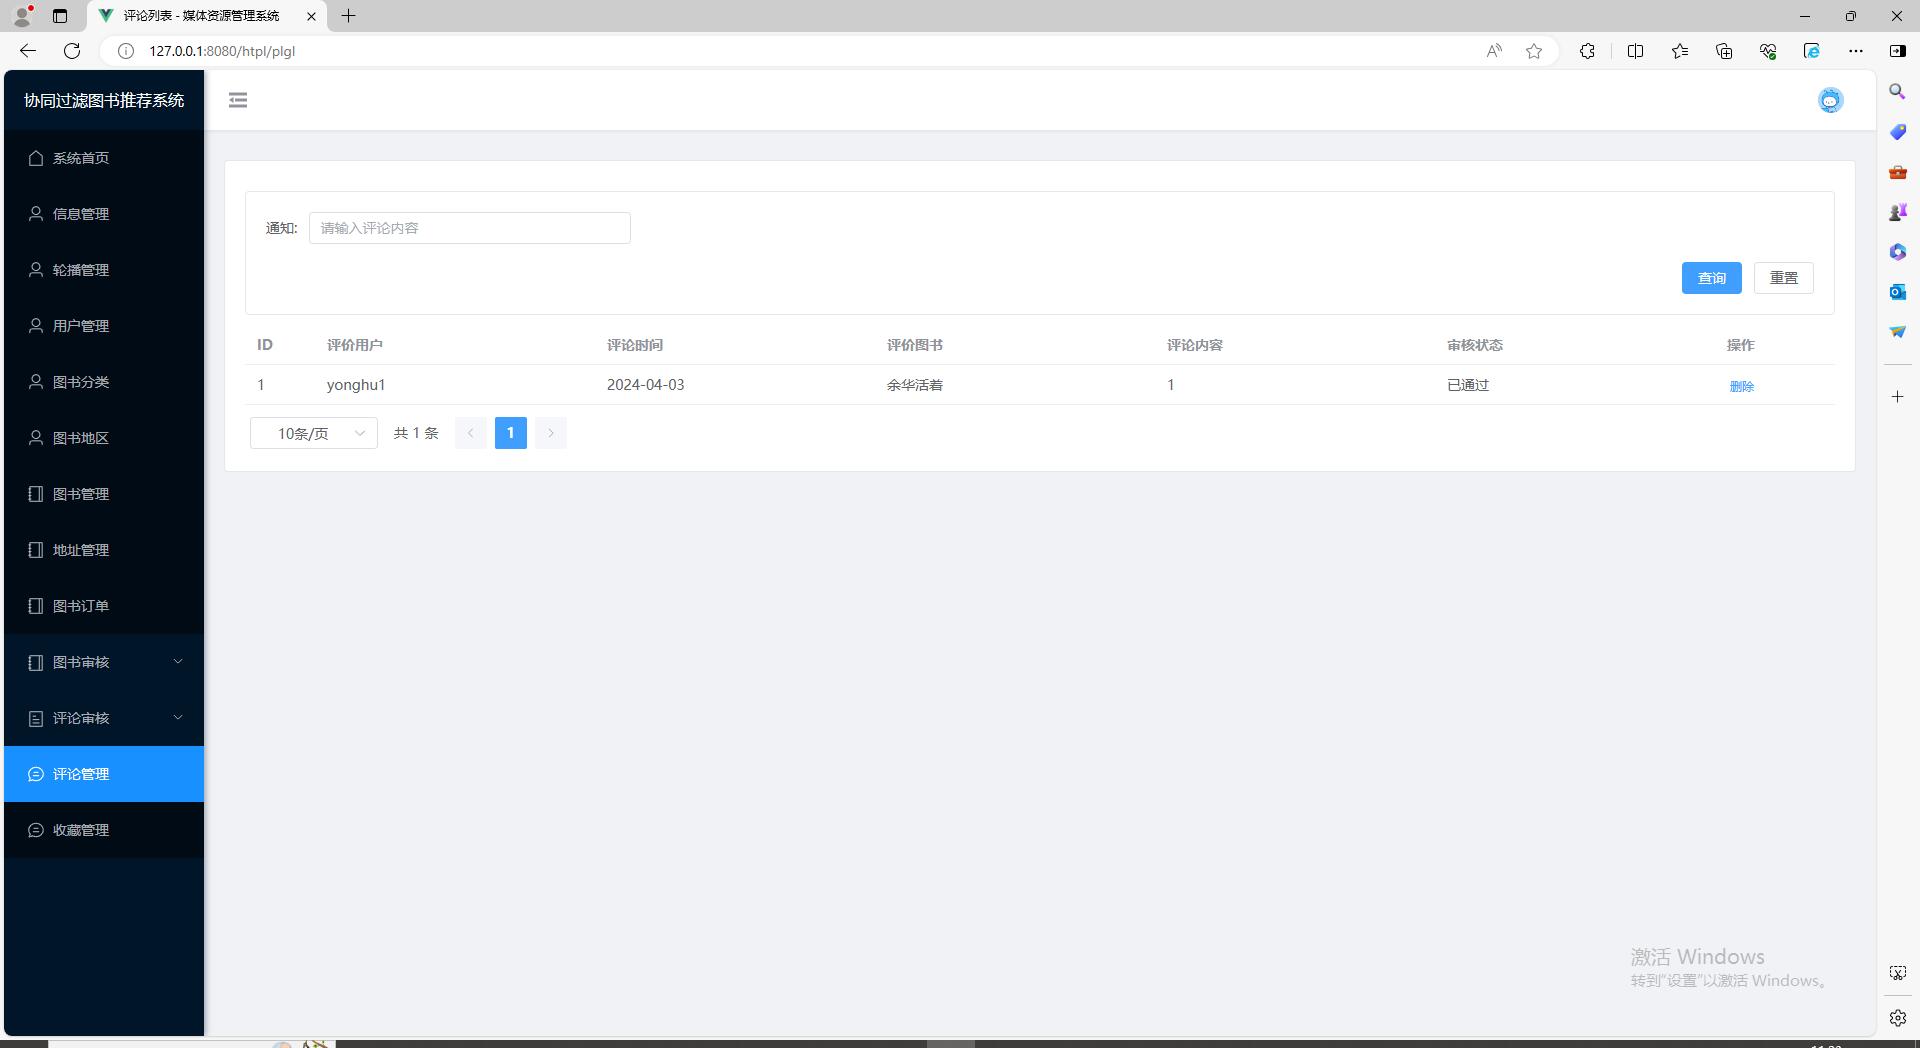 评论列表 - 媒体资源管理系统
127.0.0.1:8080/htpl/plgl
协同过滤图书推荐系统
系统首页
信息管理
轮播管理
用户管理
图书分类
图书地区
图书管理
地址管理
图书订单
图书审核
评论审核
评论管理
收藏管理
通知: 请输入评论内容
查询 重置
ID 评价用户 评论时间 评价图书 评论内容 审核状态 操作
1 yonghu1 2024-04-03 余华活着 1 已通过 删除
10条/页 共 1 条 1
激活 Windows
转到“设置”以激活 Windows。